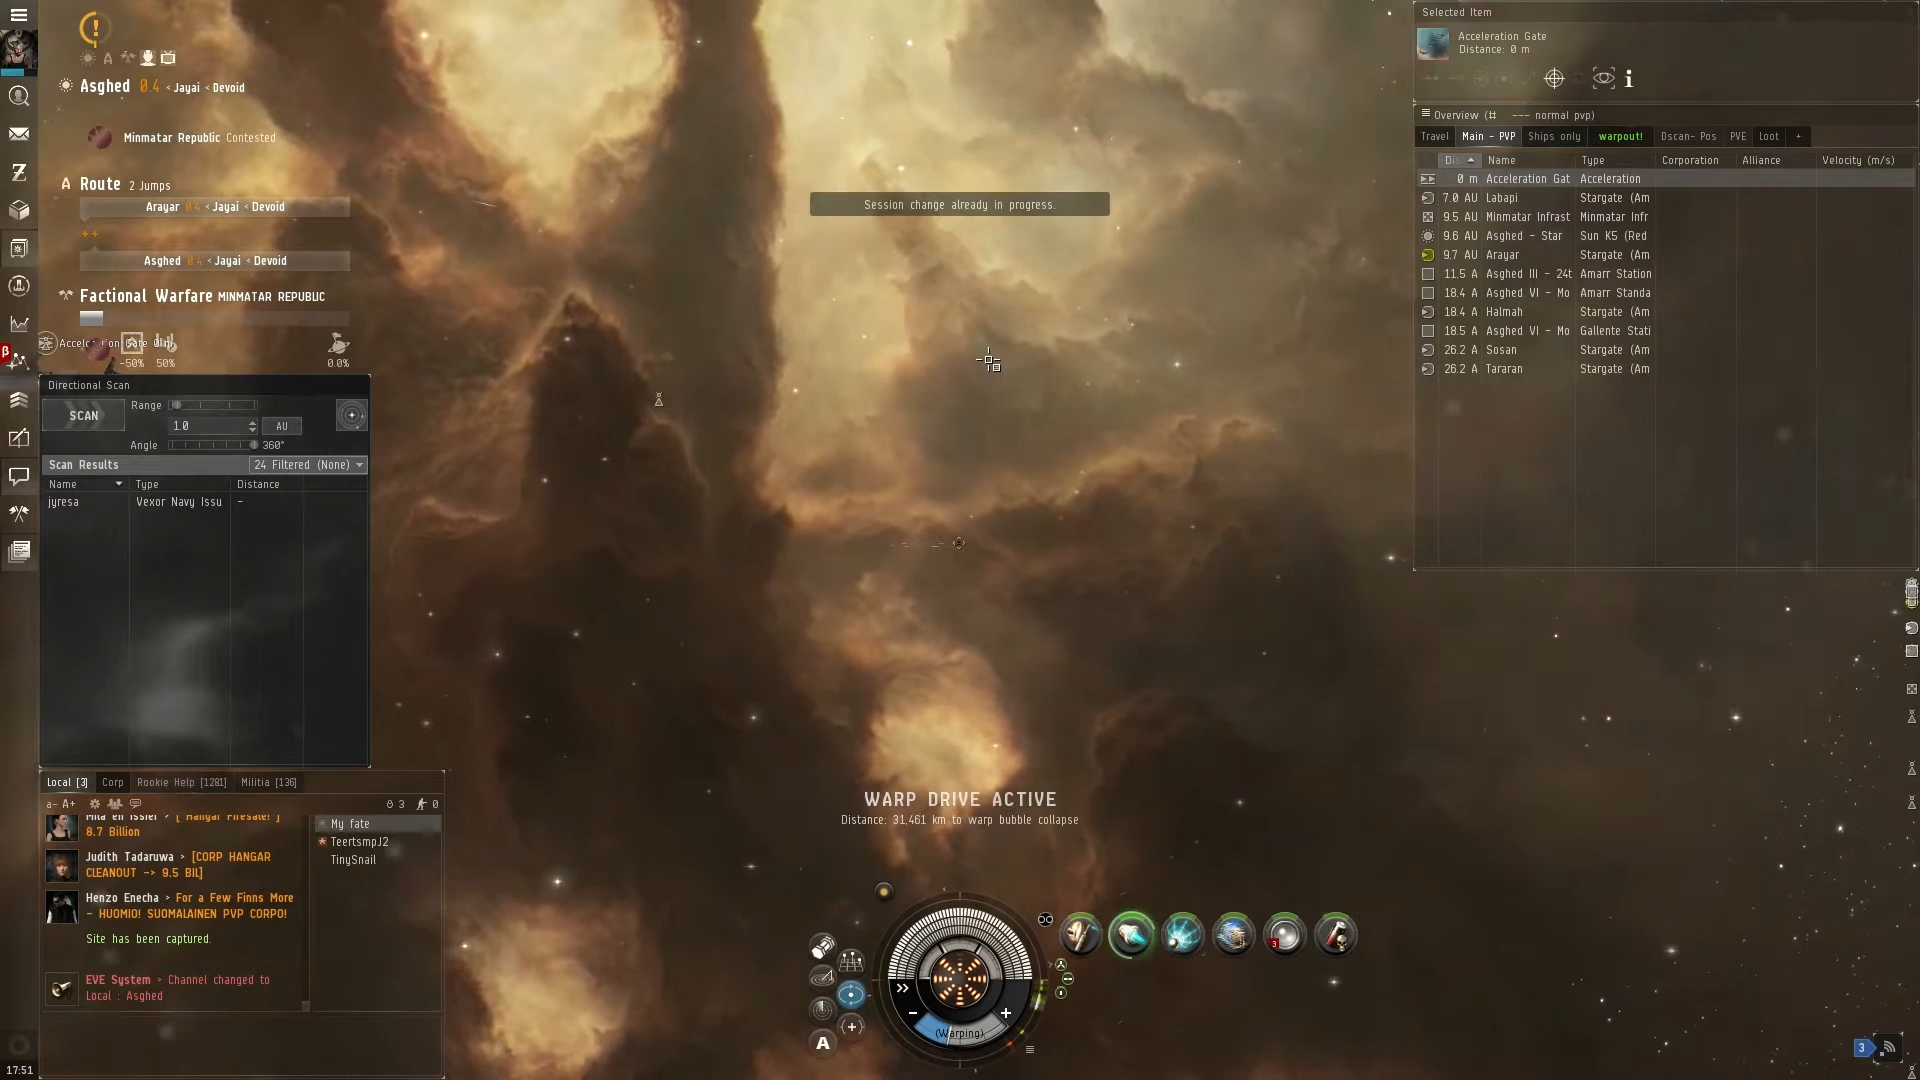 Asghed 0.4 < Jayai < Devoid
Minmatar Republic Contested
Route 2 Jumps
Arayar 0.4 < Jayai < Devoid
Asghed 0.4 < Jayai < Devoid
Factional Warfare MINMATAR REPUBLIC
-50% 50% 0.0%
Directional Scan
SCAN
Range
1.0 AU
Angle 360°
Scan Results 24 Filtered (None)
Name Type Distance
jyresa Vexor Navy Issu -
Local [3] Corp Rookie Help [1281] Militia [136]
a- A+ 3 0
8.7 Billion
Judith Tadaruwa > [CORP HANGAR
CLEANOUT -> 9.5 BIL]
Henzo Enecha > For a Few Finns More
- HUOMIO! SUOMALAINEN PVP CORPO!
Site has been captured.
EVE System > Channel changed to
Local : Asghed
My fate
TeertsmpJ2
TinySnail
17:51
Session change already in progress.
WARP DRIVE ACTIVE
Distance: 31,461 km to warp bubble collapse
(Warping)
A
3
Selected Item
Acceleration Gate
Distance: 0 m
Overview (# --- normal pvp)
Travel Main - PVP Ships only warpout! Dscan- Pos PVE Loot +
Dis Name Type Corporation Alliance Velocity (m/s)
0 m Acceleration Gat Acceleration
7.0 AU Labapi Stargate (Am
9.5 AU Minmatar Infrast Minmatar Infr
9.6 AU Asghed - Star Sun K5 (Red
9.7 AU Arayar Stargate (Am
11.5 A Asghed III - 24t Amarr Station
18.4 A Asghed VI - Mo Amarr Standa
18.4 A Halmah Stargate (Am
18.5 A Asghed VI - Mo Gallente Stati
26.2 A Sosan Stargate (Am
26.2 A Tararan Stargate (Am
3